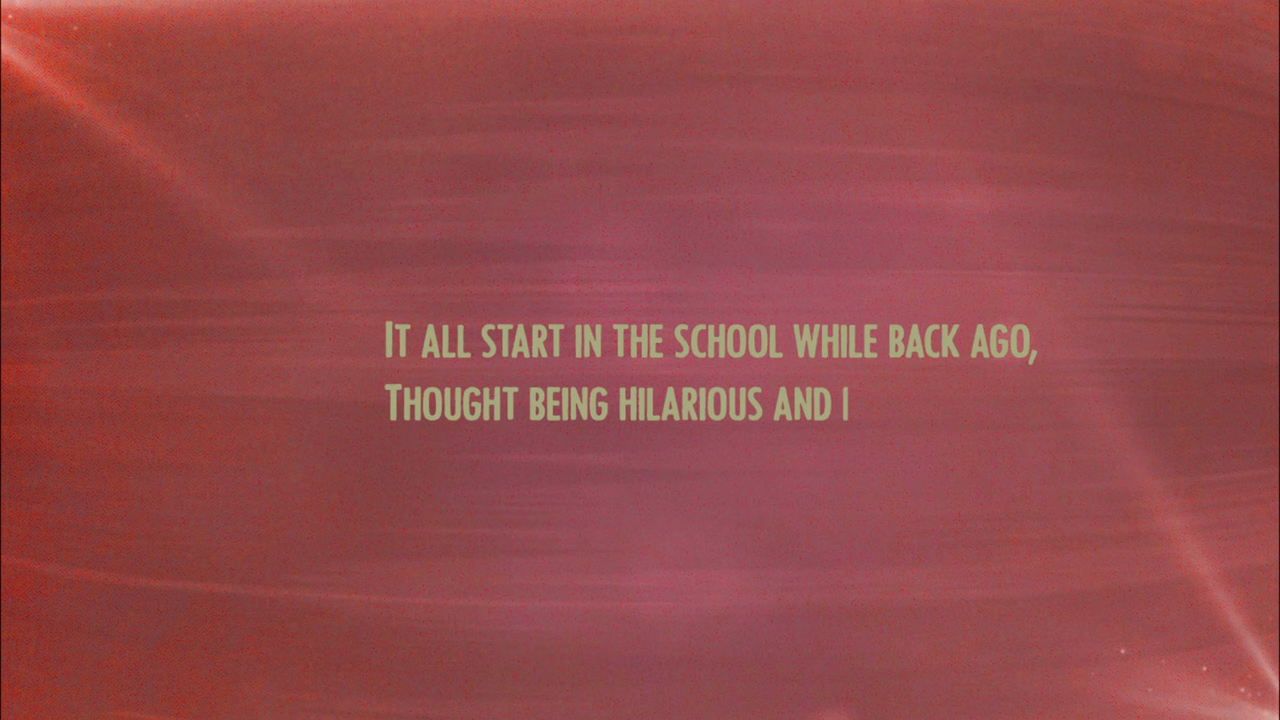 It all start in the school while back ago,
Thought being hilarious and I